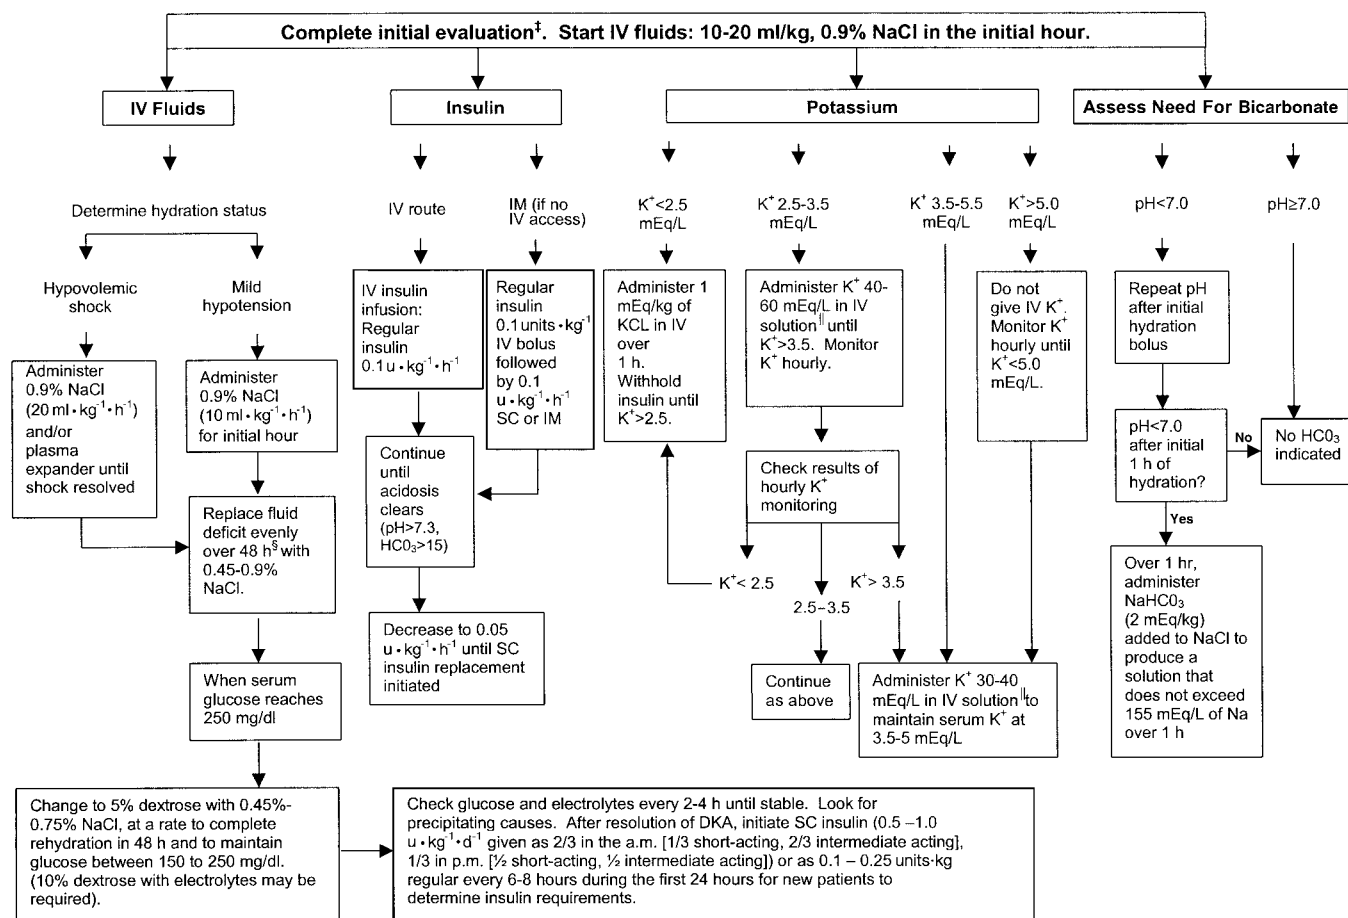 Complete initial evaluation‡. Start IV fluids: 10-20 ml/kg, 0.9% NaCl in the initial hour.
IV Fluids
Insulin
Potassium
Assess Need For Bicarbonate
Determine hydration status
Hypovolemic
shock
Mild
hypotension
Administer
0.9% NaCl
(20 ml•kg⁻¹•h⁻¹)
and/or
plasma
expander until
shock resolved
Administer
0.9% NaCl
(10 ml•kg⁻¹•h⁻¹)
for initial hour
Replace fluid
deficit evenly
over 48 h§ with
0.45-0.9%
NaCl.
When serum
glucose reaches
250 mg/dl
Change to 5% dextrose with 0.45%-
0.75% NaCl, at a rate to complete
rehydration in 48 h and to maintain
glucose between 150 to 250 mg/dl.
(10% dextrose with electrolytes may be
required).
IV route
IM (if no
IV access)
IV insulin
infusion:
Regular
insulin
0.1u•kg⁻¹•h⁻¹
Regular
insulin
0.1units•kg⁻¹
IV bolus
followed
by 0.1
u•kg⁻¹•h⁻¹
SC or IM
Continue
until
acidosis
clears
(pH>7.3,
HC0₃>15)
Decrease to 0.05
u•kg⁻¹•h⁻¹ until SC
insulin replacement
initiated
K⁺<2.5
mEq/L
K⁺ 2.5-3.5
mEq/L
K⁺ 3.5-5.5
mEq/L
K⁺>5.0
mEq/L
Administer 1
mEq/kg of
KCL in IV
over
1 h.
Withhold
insulin until
K⁺>2.5.
Administer K⁺ 40-
60 mEq/L in IV
solution|| until
K⁺>3.5. Monitor
K⁺ hourly.
Do not
give IV K⁺.
Monitor K⁺
hourly until
K⁺<5.0
mEq/L.
Check results of
hourly K⁺
monitoring
K⁺< 2.5
2.5–3.5
K⁺> 3.5
Continue
as above
Administer K⁺ 30-40
mEq/L in IV solution|| to
maintain serum K⁺ at
3.5-5 mEq/L
pH<7.0
pH≥7.0
Repeat pH
after initial
hydration
bolus
pH<7.0
after initial
1 h of
hydration?
No
No HC0₃
indicated
Yes
Over 1 hr,
administer
NaHC0₃
(2 mEq/kg)
added to NaCl to
produce a
solution that
does not exceed
155 mEq/L of Na
over 1 h
Check glucose and electrolytes every 2-4 h until stable. Look for
precipitating causes. After resolution of DKA, initiate SC insulin (0.5 –1.0
u•kg⁻¹•d⁻¹ given as 2/3 in the a.m. [1/3 short-acting, 2/3 intermediate acting],
1/3 in p.m. [½ short-acting, ½ intermediate acting]) or as 0.1 – 0.25 units·kg
regular every 6-8 hours during the first 24 hours for new patients to
determine insulin requirements.